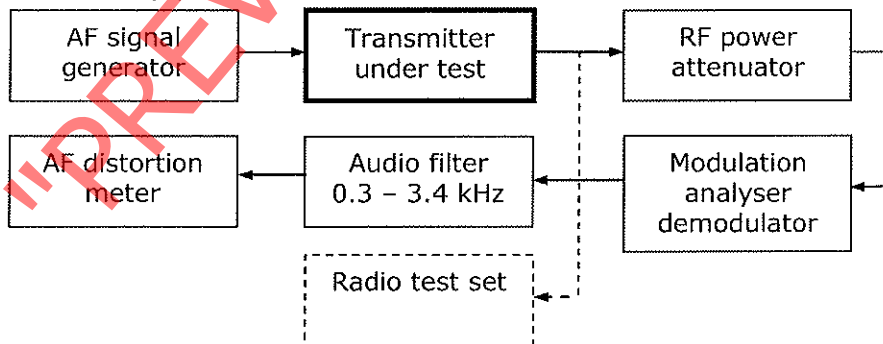 AF signal
generator
Transmitter
under test
RF power
attenuator
AF distortion
meter
Audio filter
0.3 – 3.4 kHz
Modulation
analyser
demodulator
Radio test set